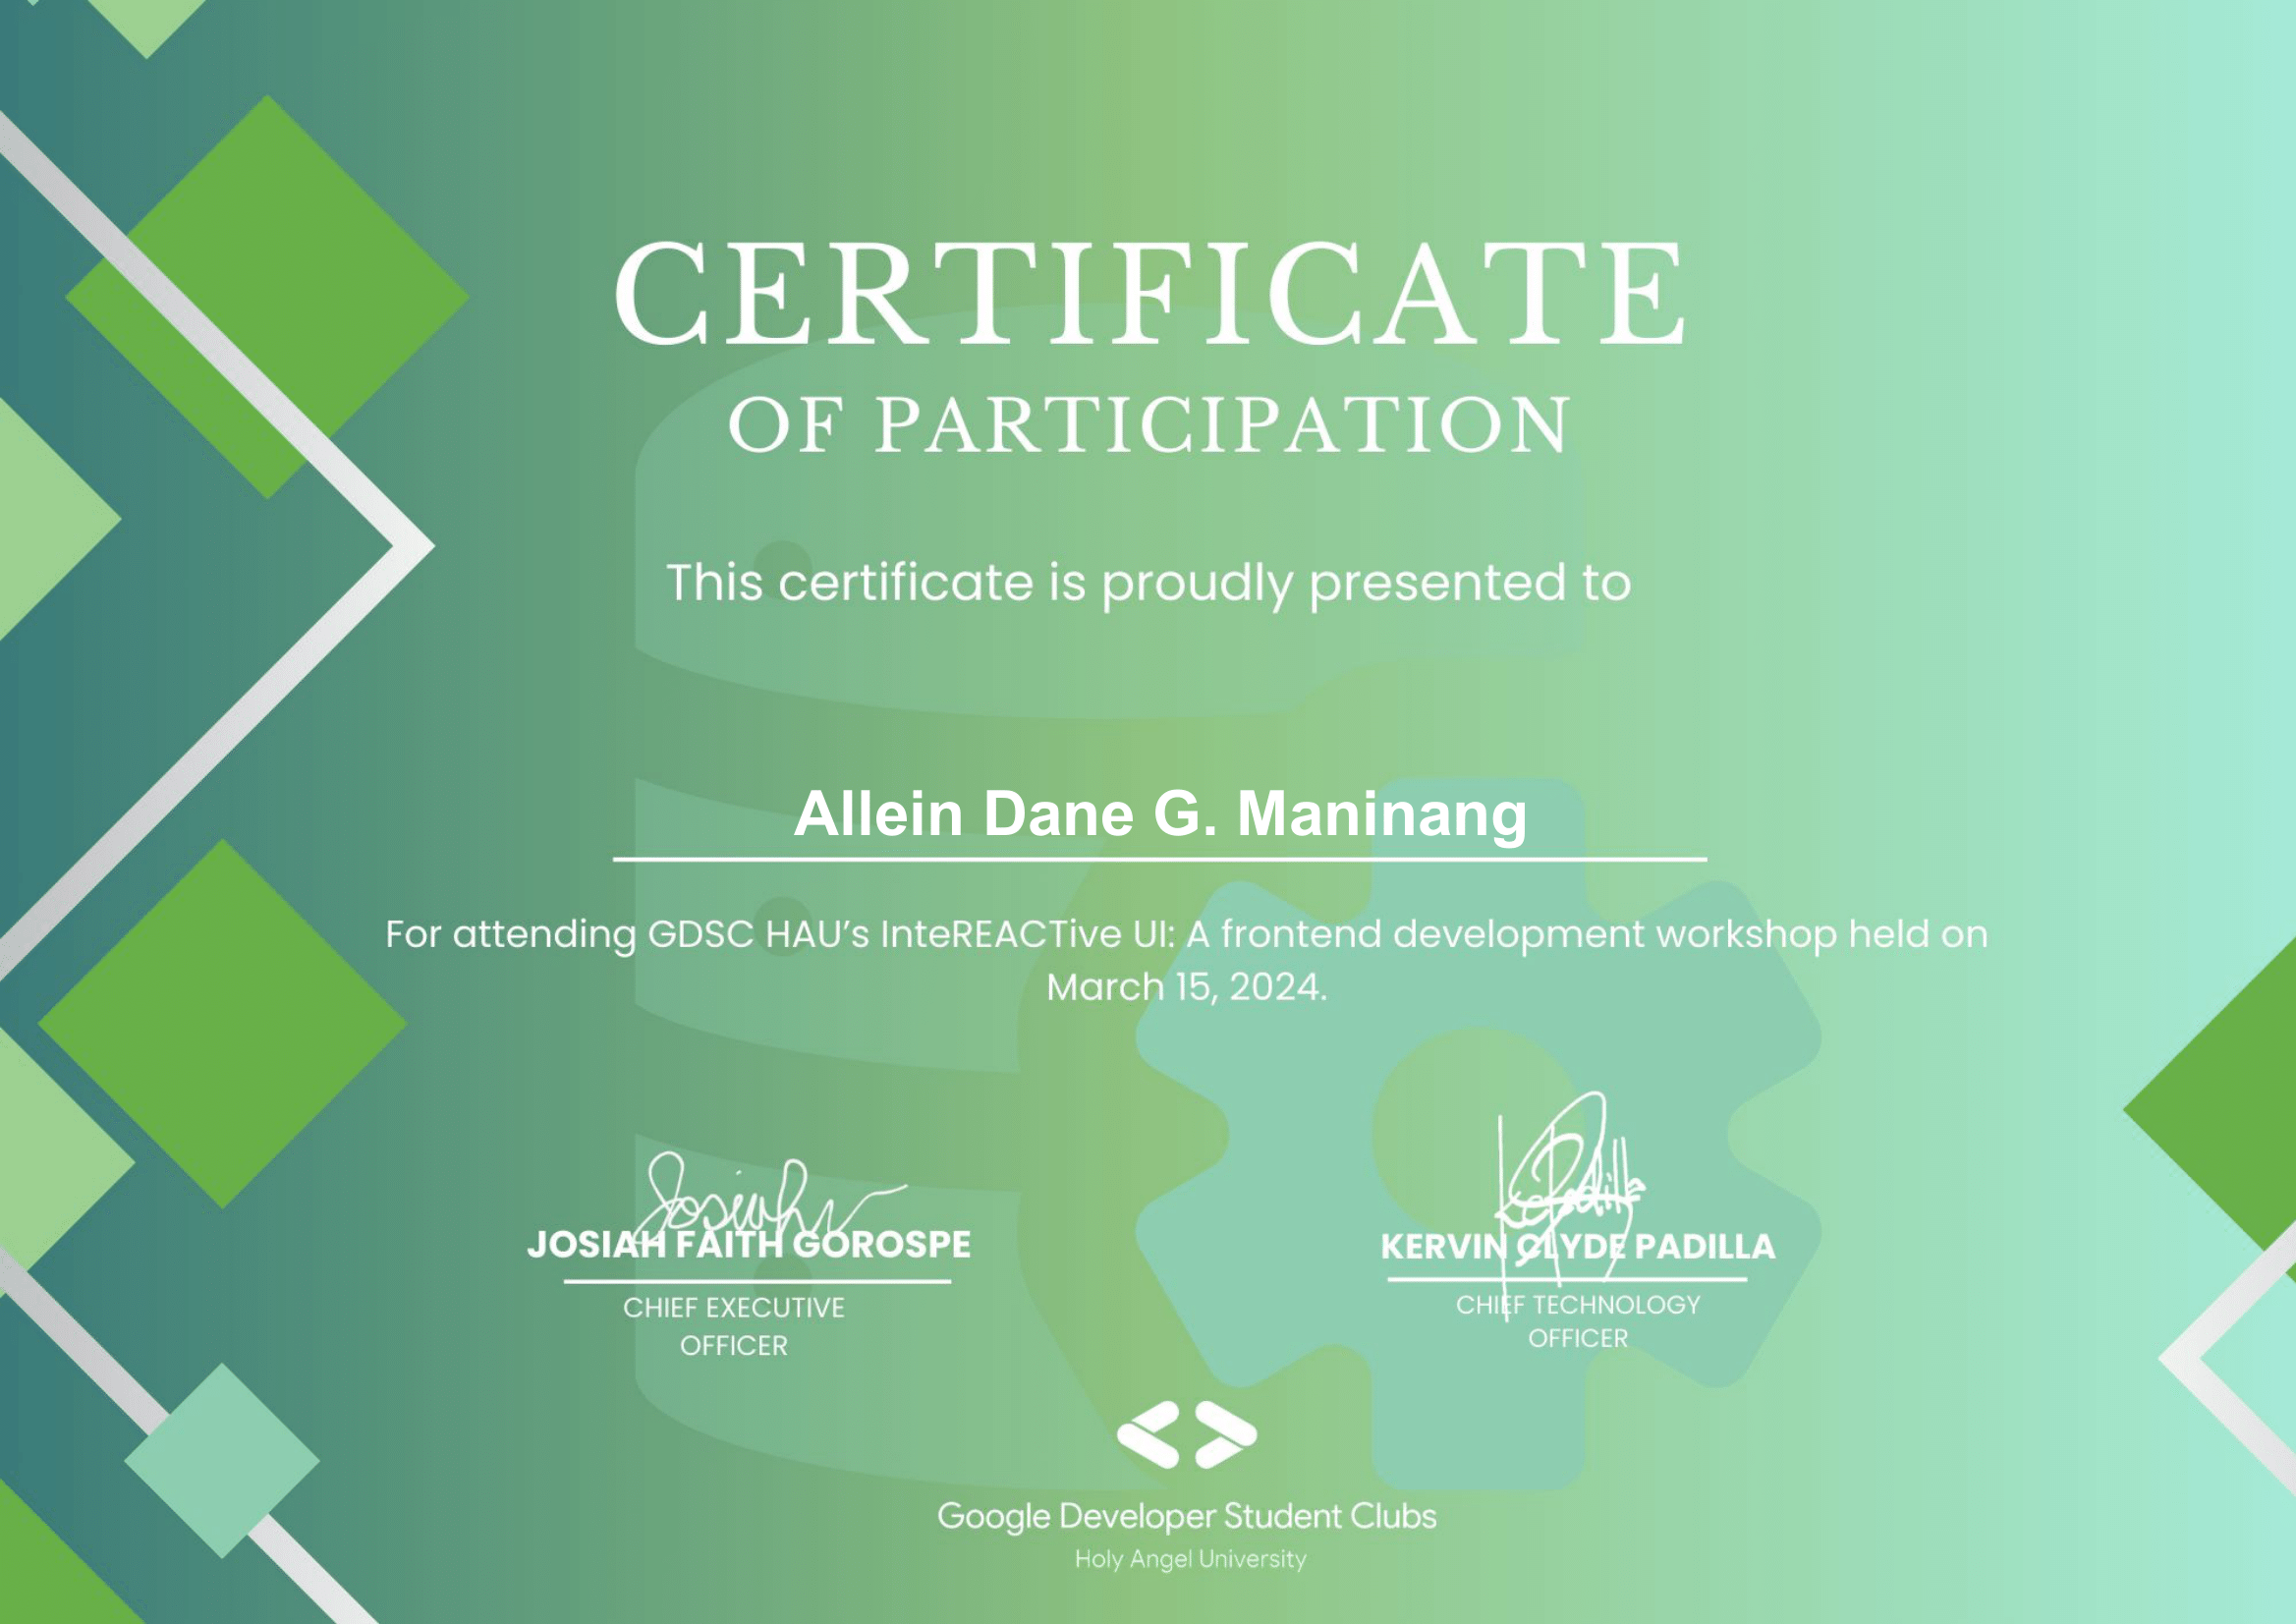 CERTIFICATE
OF PARTICIPATION
This certificate is proudly presented to
Allein Dane G. Maninang
For attending GDSC HAU’s InteREACTive UI: A frontend development workshop held on
March 15, 2024.
Josiah
JOSIAH FAITH GOROSPE
CHIEF EXECUTIVE
OFFICER
KCPadilla
KERVIN CLYDE PADILLA
CHIEF TECHNOLOGY
OFFICER
Google Developer Student Clubs
Holy Angel University